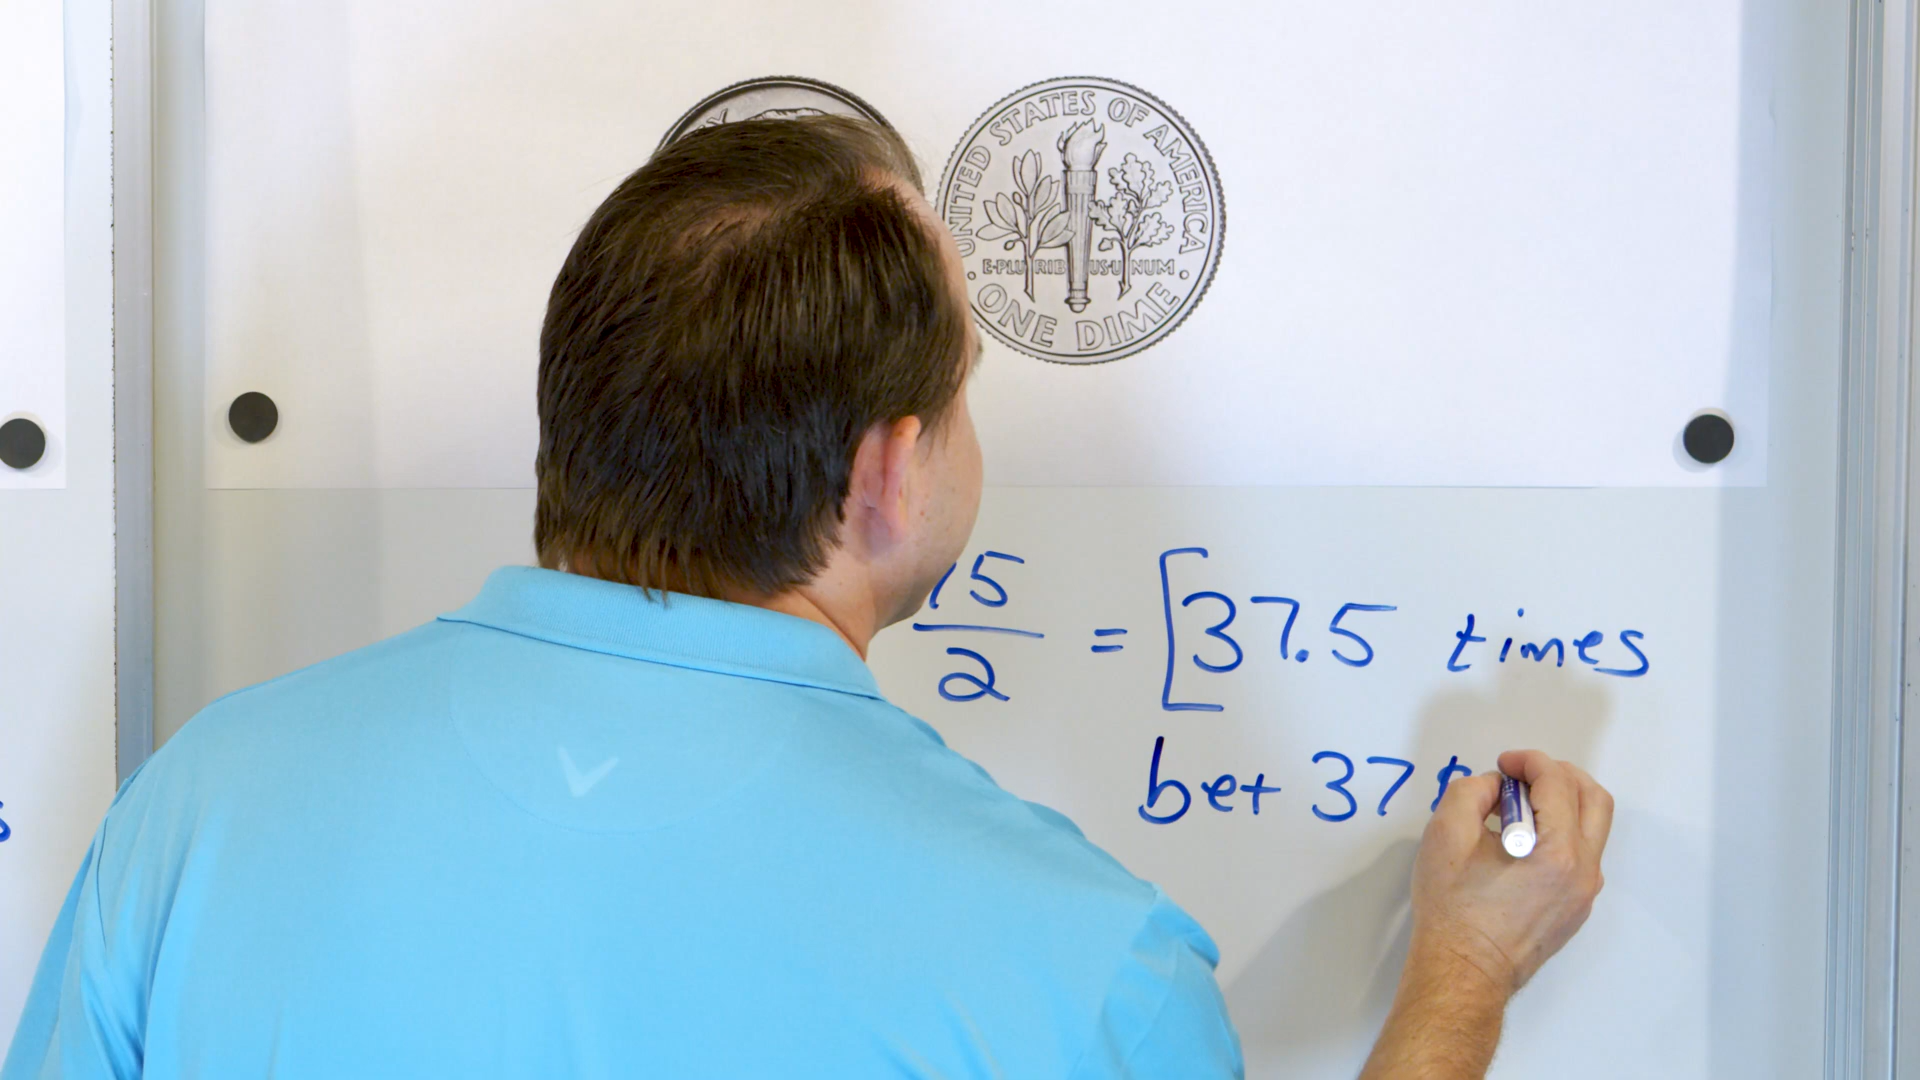 UNITED STATES OF AMERICA
E·PLURIBUS·UNUM
ONE DIME
15
2
= [37.5 times
bet 37